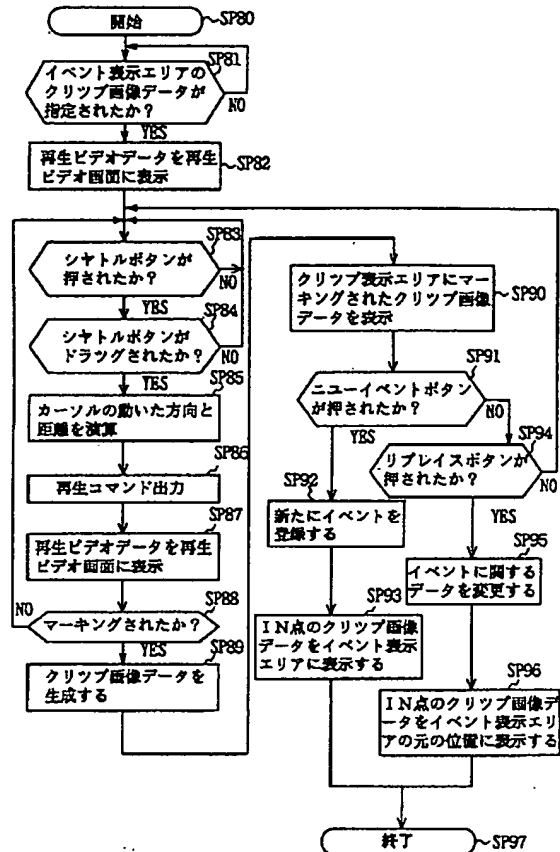 開始
SP80
SP81
イベント表示エリアの
クリツプ画像データが
指定されたか?
NO
YES
再生ビデオデータを再生
ビデオ画面に表示
SP82
SP83
シヤトルボタンが
押されたか?
NO
YES
SP84
シヤトルボタンが
ドラツグされたか?
NO
YES
SP85
カーソルの動いた方向と
距離を演算
SP86
再生コマンド出力
SP87
再生ビデオデータを再生
ビデオ画面に表示
NO
SP88
マーキングされたか?
YES
SP89
クリツプ画像データを
生成する
クリツプ表示エリアにマー
キングされたクリツプ画像
データを表示
SP90
SP91
ニユーイベントボタン
が押されたか?
NO
YES
SP94
リプレイスボタンが
押されたか?
NO
YES
SP92
新たにイベントを
登録する
SP95
イベントに関する
データを変更する
SP93
IN点のクリツプ画像
データをイベント表示
エリアに表示する
SP96
IN点のクリツプ画像デ
ータをイベント表示エリア
の元の位置に表示する
終了
SP97